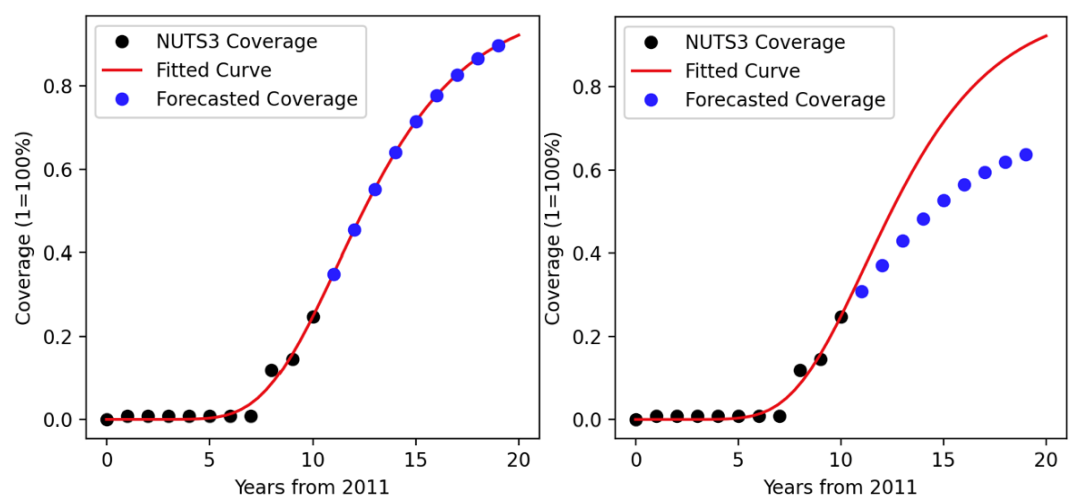 NUTS3 Coverage
Fitted Curve
Forecasted Coverage
Coverage (1=100%)
0.8
0.6
0.4
0.2
0.0
0 5 10 15 20
Years from 2011
NUTS3 Coverage
Fitted Curve
Forecasted Coverage
Coverage (1=100%)
0.8
0.6
0.4
0.2
0.0
0 5 10 15 20
Years from 2011